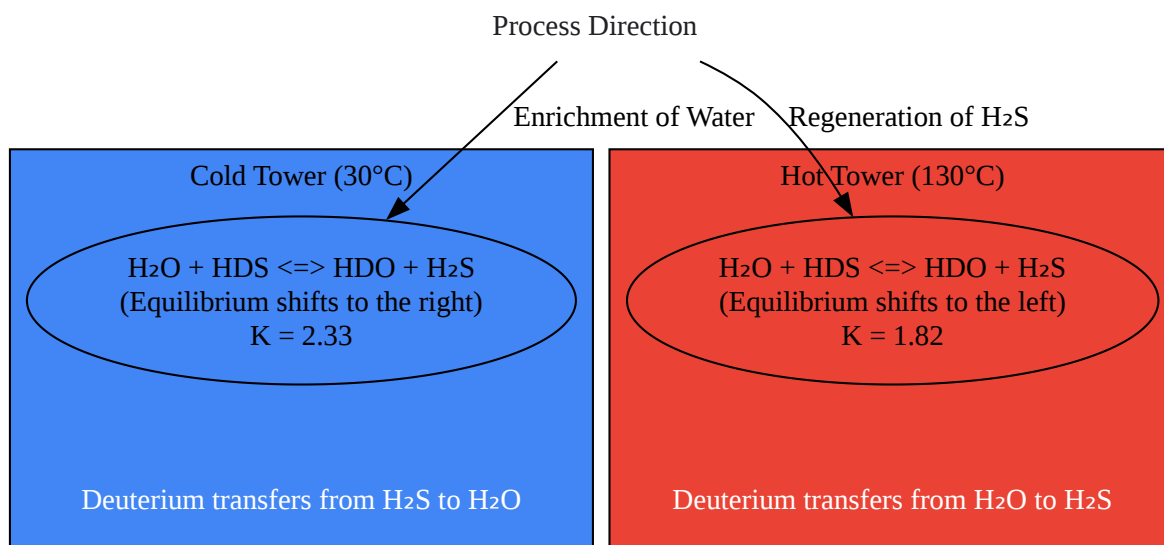 Process Direction
Enrichment of Water
Regeneration of H₂S
Cold Tower (30°C)
H₂O + HDS <=> HDO + H₂S
(Equilibrium shifts to the right)
K = 2.33
Deuterium transfers from H₂S to H₂O
Hot Tower (130°C)
H₂O + HDS <=> HDO + H₂S
(Equilibrium shifts to the left)
K = 1.82
Deuterium transfers from H₂O to H₂S